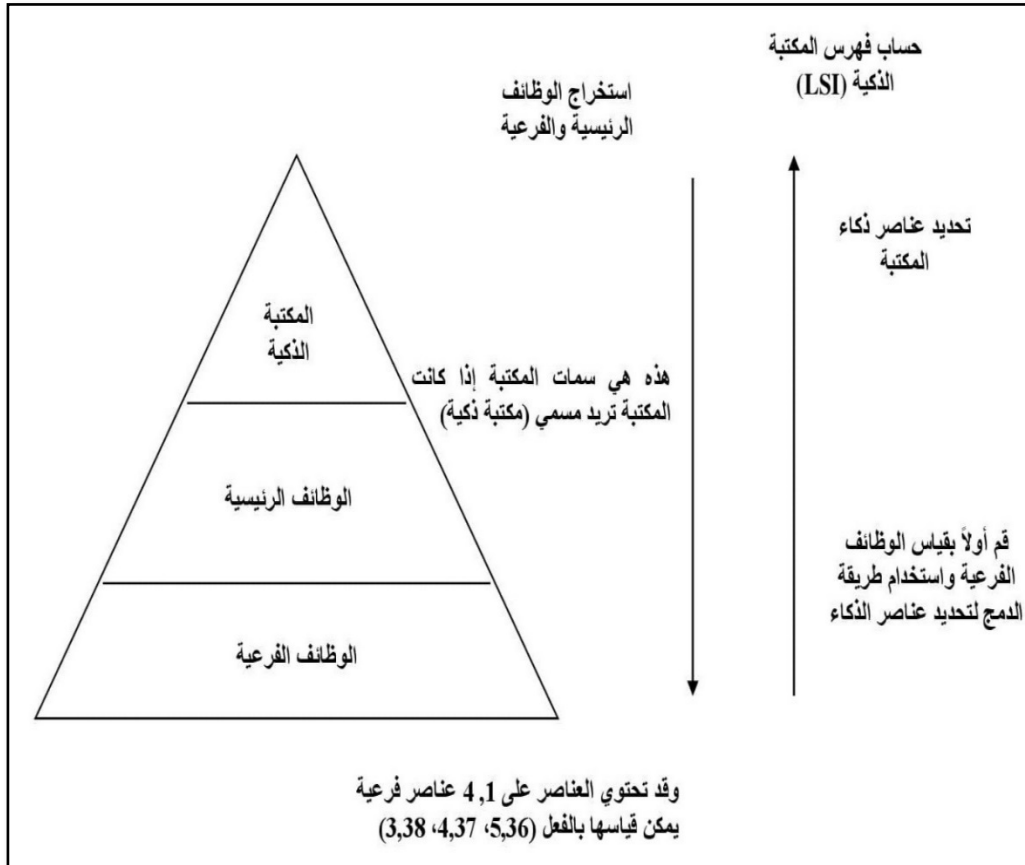 حساب فهرس المكتبة
الذكية (LSI)
استخراج الوظائف
الرئيسية والفرعية
تحديد عناصر ذكاء
المكتبة
المكتبة
الذكية
هذه هي سمات المكتبة إذا كانت
المكتبة تريد مسمي (مكتبة ذكية)
الوظائف الرئيسية
قم أولاً بقياس الوظائف
الفرعية واستخدام طريقة
الدمج لتحديد عناصر الذكاء
الوظائف الفرعية
وقد تحتوي العناصر على 4,1 عناصر فرعية
يمكن قياسها بالفعل (5,36، 4,37، 3,38)